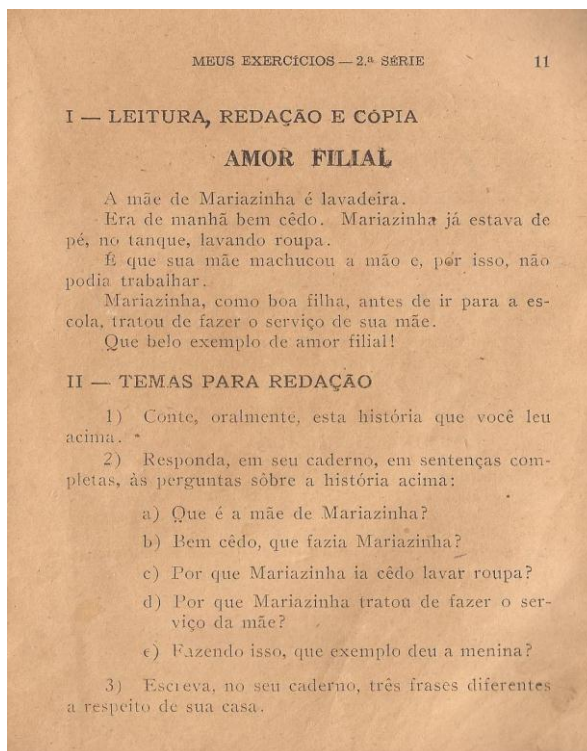 MEUS EXERCÍCIOS — 2.ª SÉRIE 11
I — LEITURA, REDAÇÃO E CÓPIA
AMOR FILIAL
A mãe de Mariazinha é lavadeira.
Era de manhã bem cêdo. Mariazinha já estava de
pé, no tanque, lavando roupa.
É que sua mãe machucou a mão e, por isso, não
podia trabalhar.
Mariazinha, como boa filha, antes de ir para a es-
cola, tratou de fazer o serviço de sua mãe.
Que belo exemplo de amor filial!
II — TEMAS PARA REDAÇÃO
1) Conte, oralmente, esta história que você leu
acima.
2) Responda, em seu caderno, em sentenças com-
pletas, às perguntas sôbre a história acima:
a) Que é a mãe de Mariazinha?
b) Bem cêdo, que fazia Mariazinha?
c) Por que Mariazinha ia cêdo lavar roupa?
d) Por que Mariazinha tratou de fazer o ser-
viço da mãe?
e) Fazendo isso, que exemplo deu a menina?
3) Escreva, no seu caderno, três frases diferentes
a respeito de sua casa.